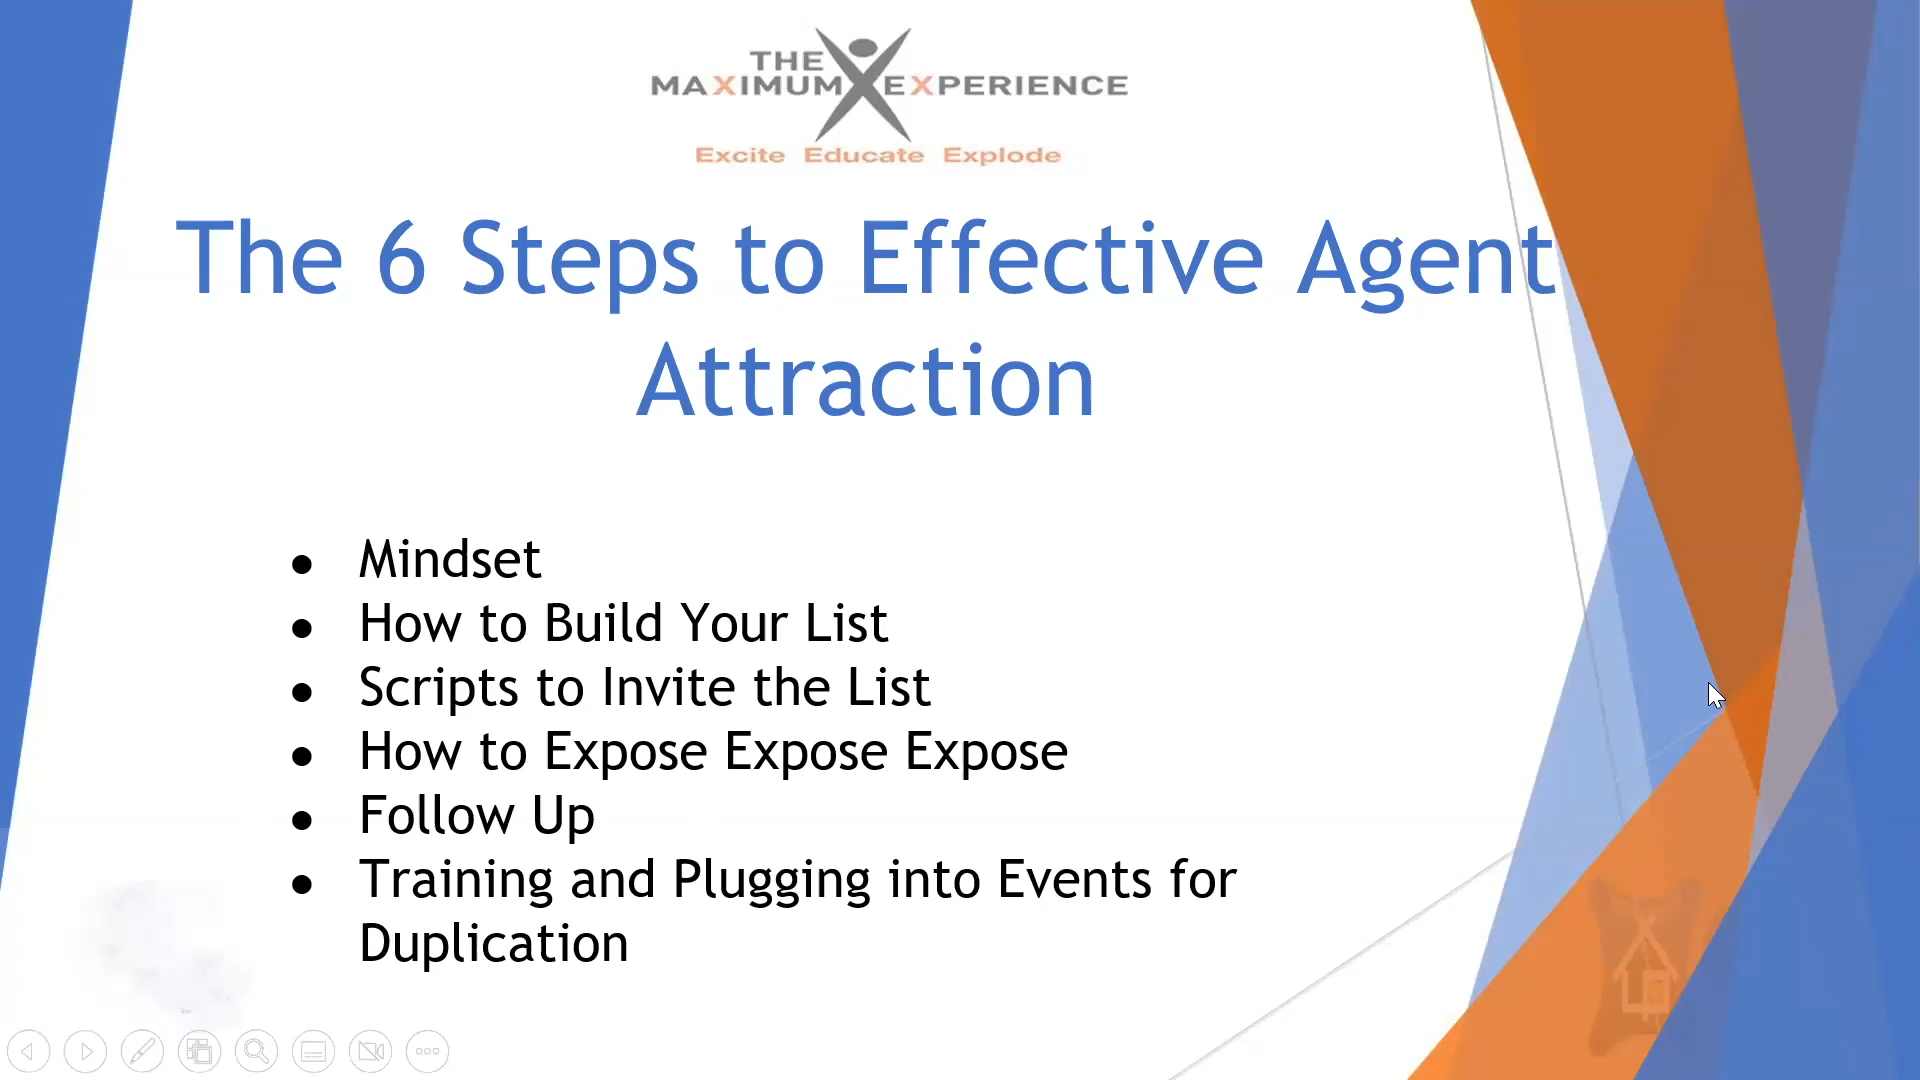 THE
MAXIMUM EXPERIENCE
Excite Educate Explode
The 6 Steps to Effective Agent
Attraction
● Mindset
● How to Build Your List
● Scripts to Invite the List
● How to Expose Expose Expose
● Follow Up
● Training and Plugging into Events for
Duplication